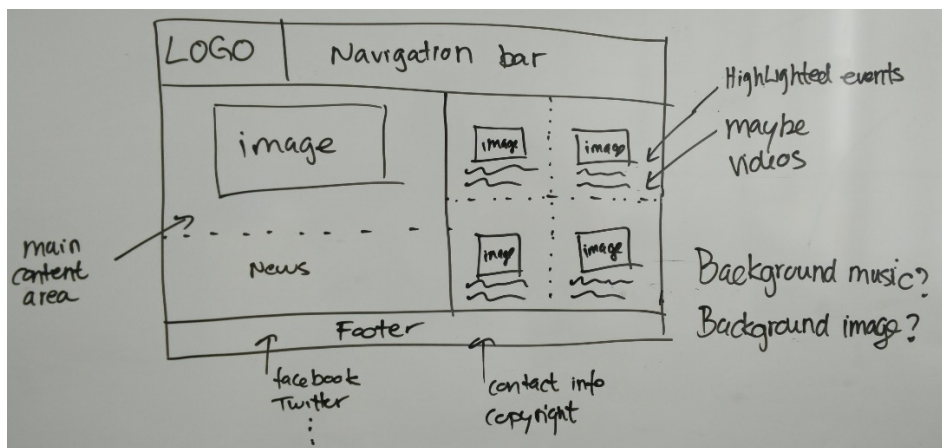 LOGO
Navigation bar
HighLighted events
maybe
videos
image
image
image
main
content
area
News
image
image
Background music?
Background image?
Footer
facebook
Twitter
contact info
copyright